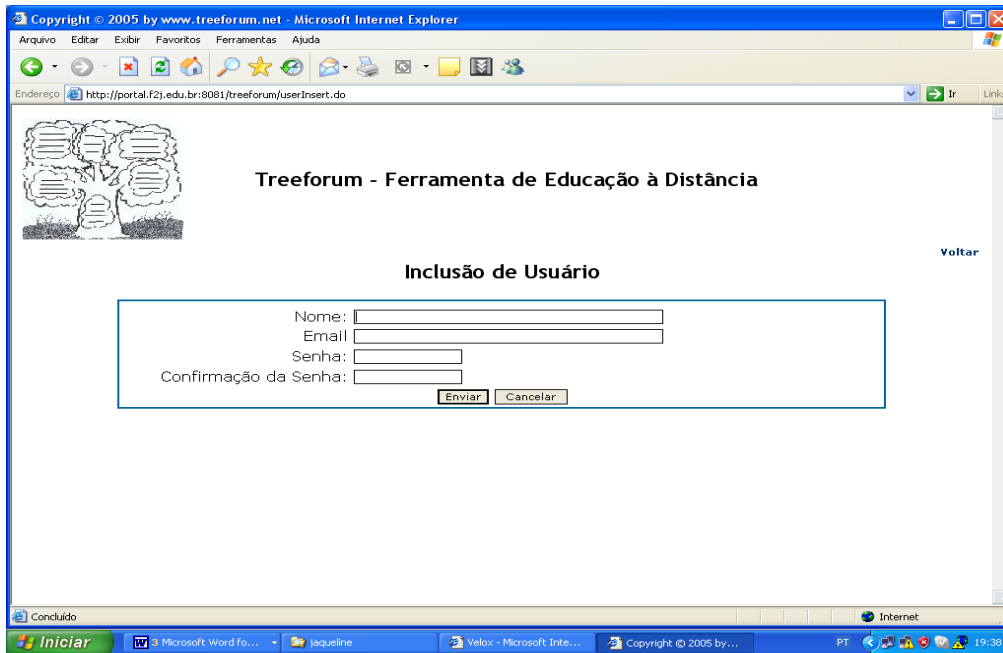 Copyright © 2005 by www.treeforum.net - Microsoft Internet Explorer
Arquivo Editar Exibir Favoritos Ferramentas Ajuda
Endereço http://portal.f2j.edu.br:8081/treeforum/userInsert.do Ir Links
Treeforum - Ferramenta de Educação à Distância
Voltar
Inclusão de Usuário
Nome:
Email
Senha:
Confirmação da Senha:
Enviar Cancelar
Concluído Internet
Iniciar 3 Microsoft Word fo... jaqueline Velox - Microsoft Inte... Copyright © 2005 by... PT 19:38